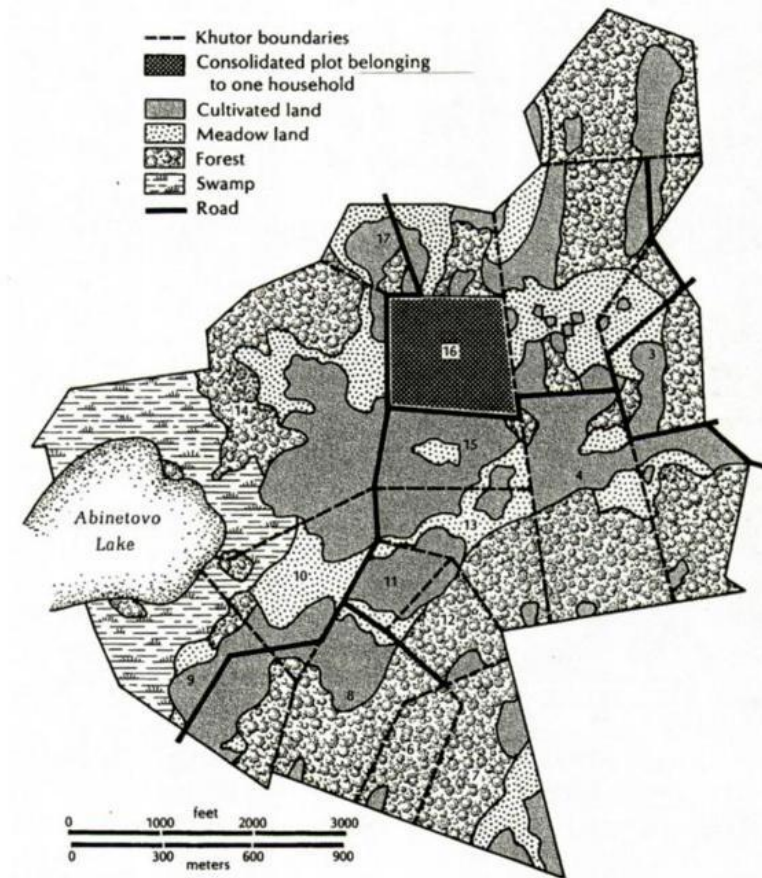 Khutor boundaries
Consolidated plot belonging
to one household
Cultivated land
Meadow land
Forest
Swamp
Road
17
16
3
14
15
4
Abinetovo
Lake
13
10
11
12
9
8
6
7
feet
0 1000 2000 3000
0 300 600 900
meters